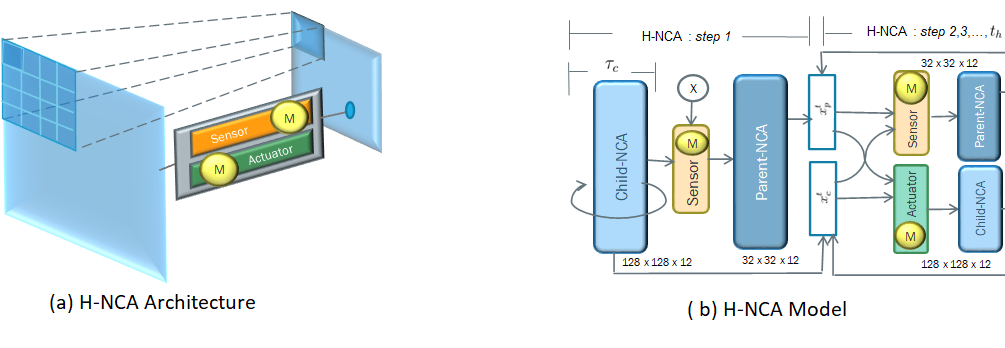 Sensor
M
Actuator
M
(a) H-NCA Architecture
H-NCA : step 1
H-NCA : step 2,3,...,t_h
τ_c
X
32 x 32 x 12
Child-NCA
M
Sensor
Parent-NCA
x_p^t
x_c^t
M
Sensor
Parent-NCA
Actuator
M
Child-NCA
128 x 128 x 12
32 x 32 x 12
128 x 128 x 12
( b) H-NCA Model